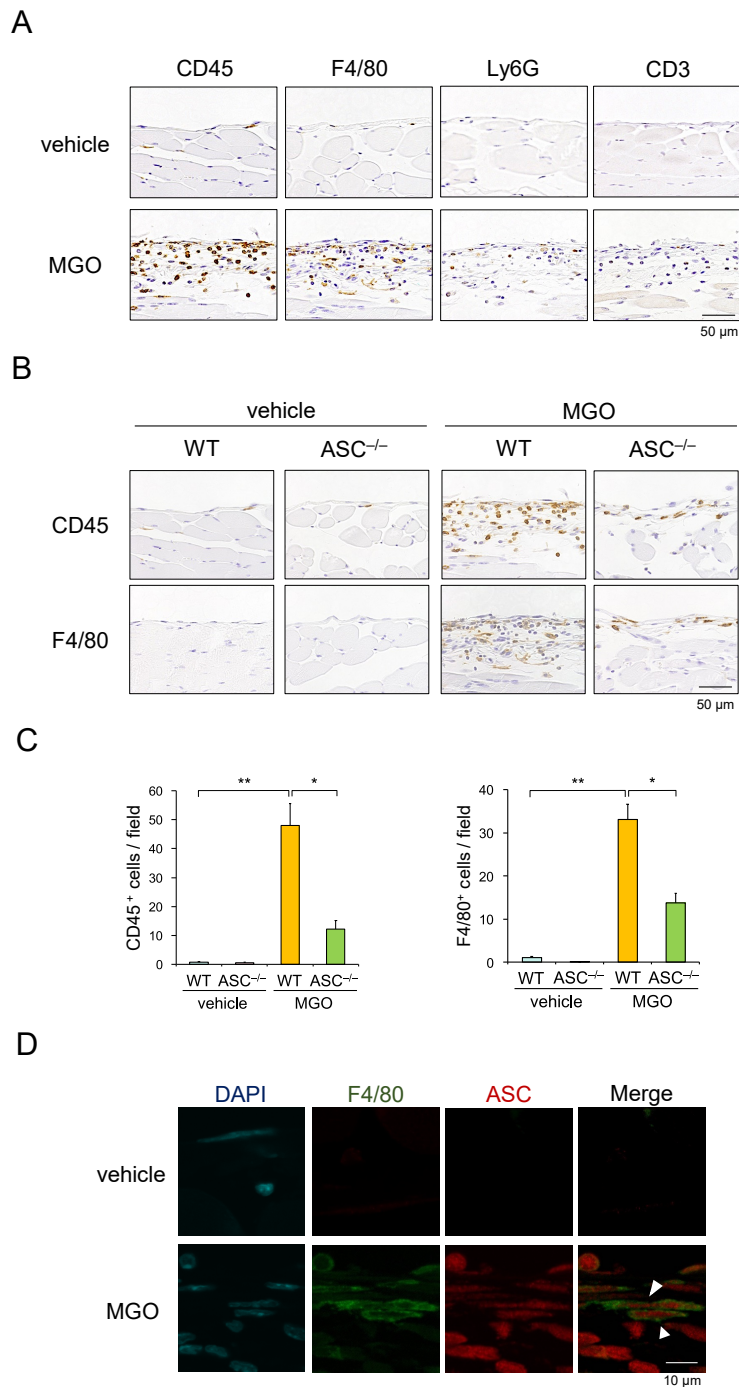 A
CD45 F4/80 Ly6G CD3
vehicle
MGO
50 µm
B
vehicle MGO
WT ASC–/– WT ASC–/–
CD45
F4/80
50 µm
C
** * ** *
CD45+ cells / field
60
50
40
30
20
10
0
WT ASC–/– WT ASC–/–
vehicle MGO
F4/80+ cells / field
40
30
20
10
0
WT ASC–/– WT ASC–/–
vehicle MGO
D
DAPI F4/80 ASC Merge
vehicle
MGO
10 µm